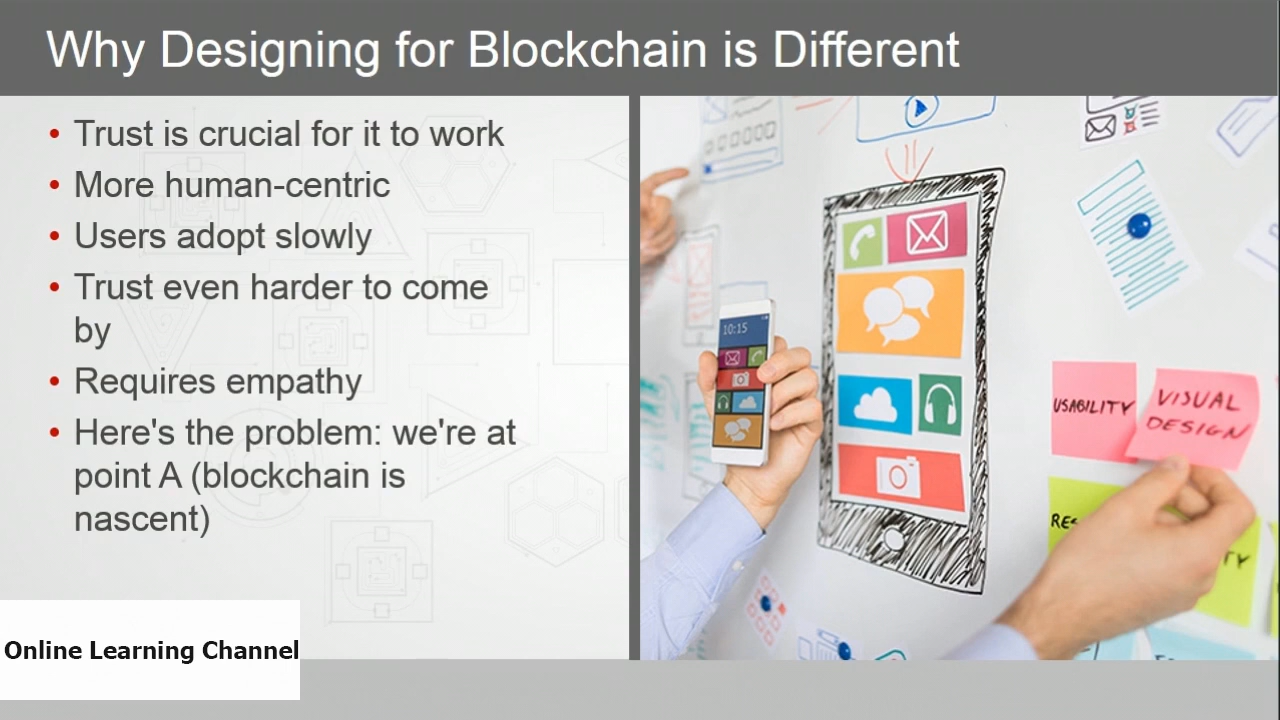 Why Designing for Blockchain is Different
• Trust is crucial for it to work
• More human-centric
• Users adopt slowly
• Trust even harder to come
by
• Requires empathy
• Here's the problem: we're at
point A (blockchain is
nascent)
Online Learning Channel
10:15
USABILITY
VISUAL
DESIGN